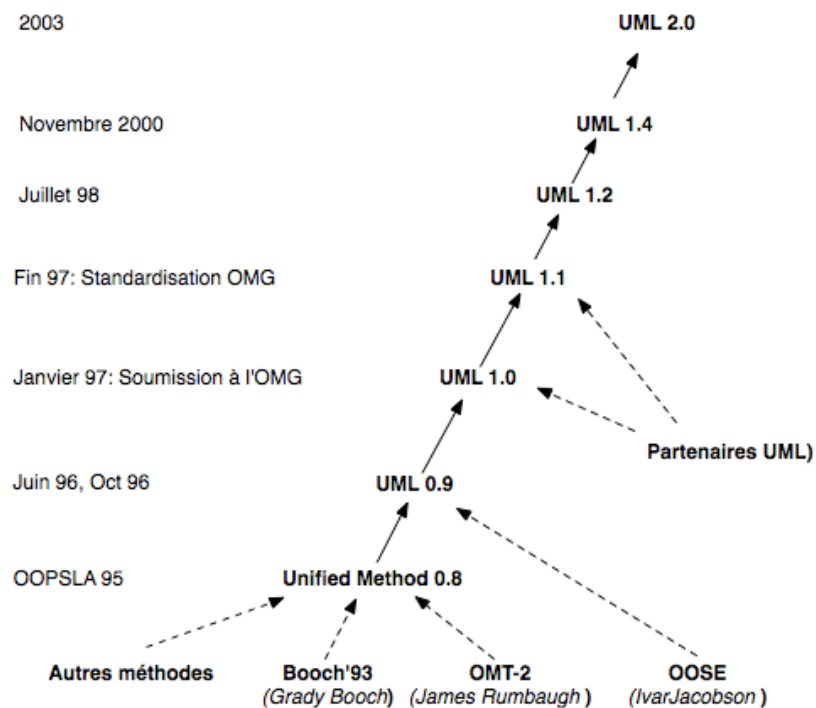 2003
UML 2.0
Novembre 2000
UML 1.4
Juillet 98
UML 1.2
Fin 97: Standardisation OMG
UML 1.1
Janvier 97: Soumission à l'OMG
UML 1.0
Partenaires UML)
Juin 96, Oct 96
UML 0.9
OOPSLA 95
Unified Method 0.8
Autres méthodes
Booch'93
(Grady Booch)
OMT-2
(James Rumbaugh )
OOSE
(IvarJacobson )